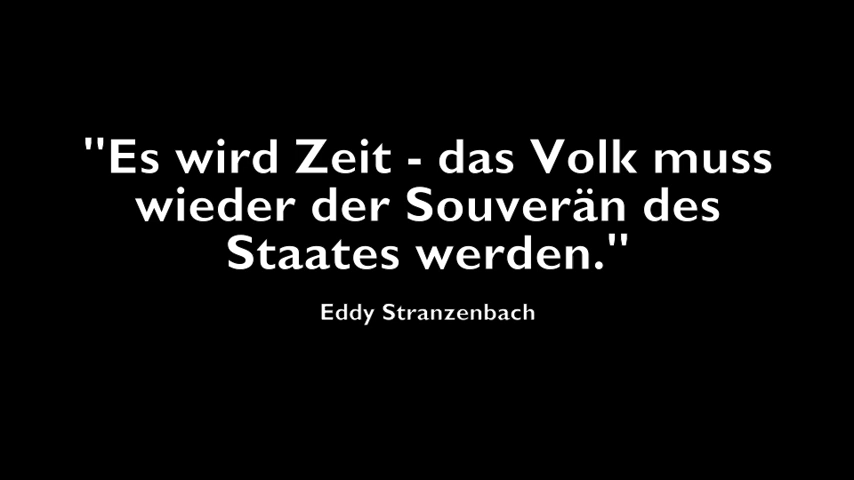 "Es wird Zeit - das Volk muss
wieder der Souverän des
Staates werden."
Eddy Stranzenbach